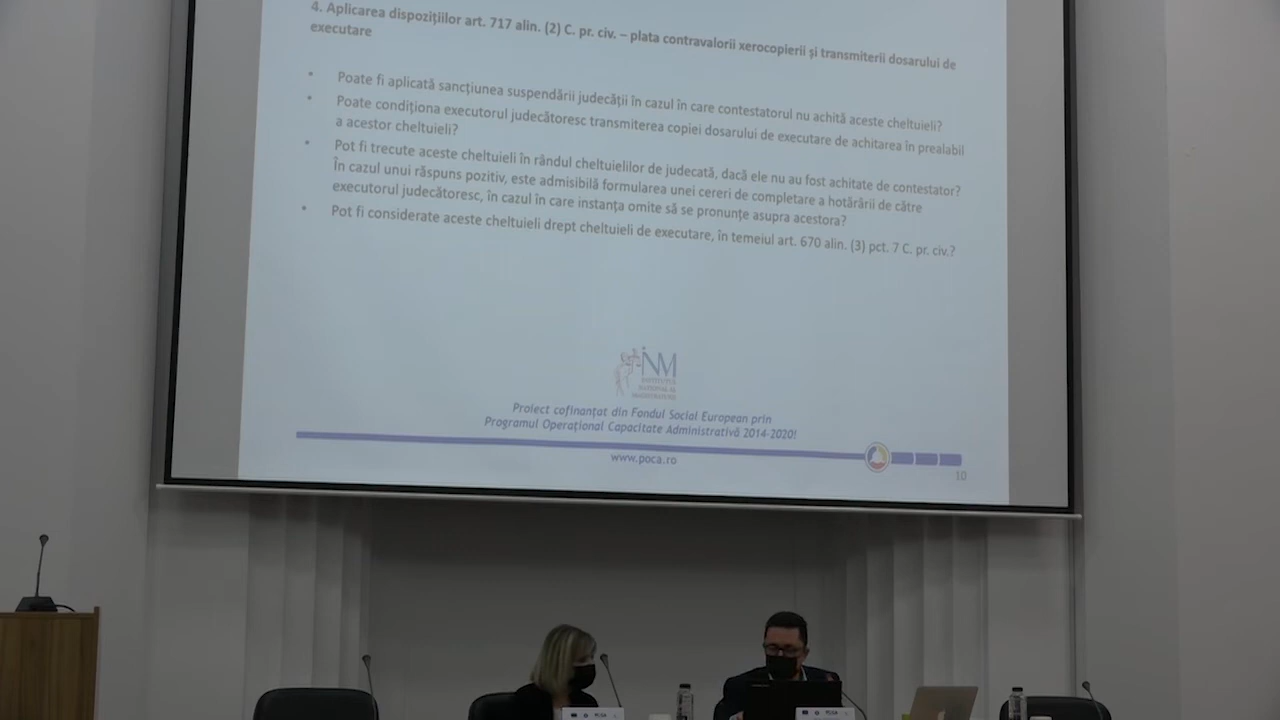 4. Aplicarea dispozițiilor art. 717 alin. (2) C. pr. civ. – plata contravalorii xerocopierii și transmiterii dosarului de
executare
• Poate fi aplicată sancțiunea suspendării judecății în cazul în care contestatorul nu achită aceste cheltuieli?
• Poate condiționa executorul judecătoresc transmiterea copiei dosarului de executare de achitarea în prealabil
a acestor cheltuieli?
• Pot fi trecute aceste cheltuieli în rândul cheltuielilor de judecată, dacă ele nu au fost achitate de contestator?
În cazul unui răspuns pozitiv, este admisibilă formularea unei cereri de completare a hotărârii de către
executorul judecătoresc, în cazul în care instanța omite să se pronunțe asupra acestora?
• Pot fi considerate aceste cheltuieli drept cheltuieli de executare, în temeiul art. 670 alin. (3) pct. 7 C. pr. civ.?
INM
INSTITUTUL
NAȚIONAL AL
MAGISTRATURII
Proiect cofinanțat din Fondul Social European prin
Programul Operațional Capacitate Administrativă 2014-2020!
www.poca.ro
10